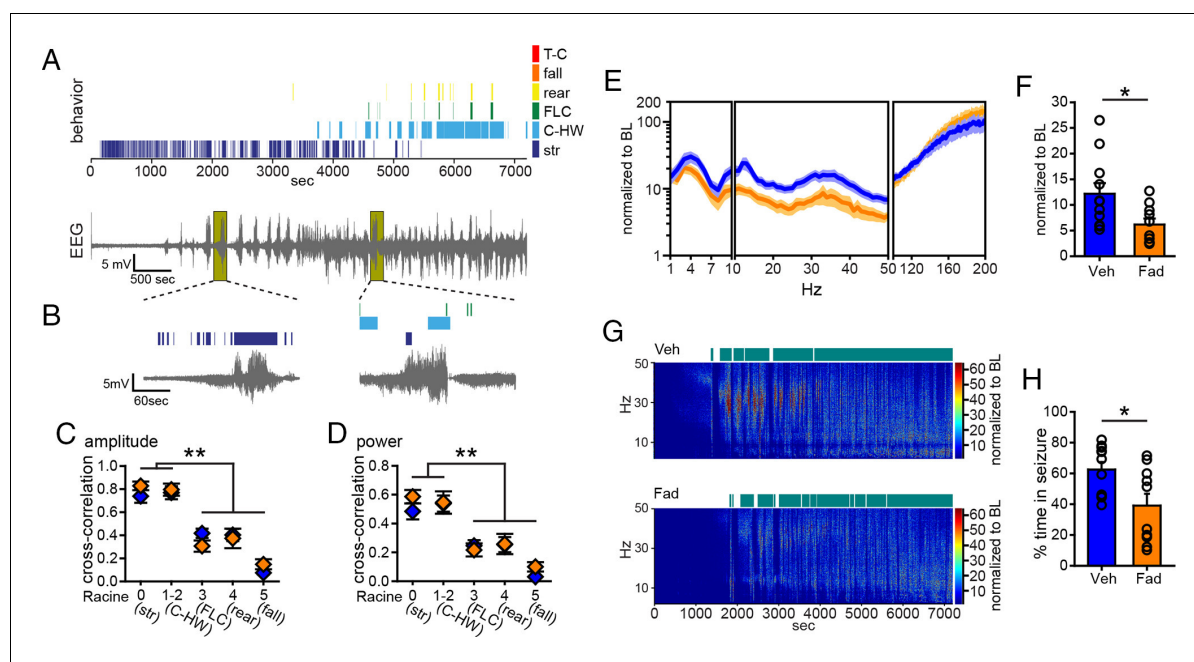 A
behavior
T-C
fall
rear
FLC
C-HW
str
0 1000 2000 3000 4000 5000 6000 7000
sec
EEG
5 mV
500 sec
B
5mV
60sec
C amplitude
**
cross-correlation
1.0
0.8
0.6
0.4
0.2
0.0
Racine 0 1-2 3 4 5
(str) (C-HW) (FLC) (rear) (fall)
D power
**
cross-correlation
0.8
0.6
0.4
0.2
0.0
Racine 0 1-2 3 4 5
(str) (C-HW) (FLC) (rear) (fall)
E
normalized to BL
200
100
10
1
1 4 7 10 20 30 40 50 120 160 200
Hz
F
*
normalized to BL
30
25
20
15
10
5
0
Veh Fad
G
Veh
Hz
50
30
10
60
50
40
30
20
10
normalized to BL
Fad
Hz
50
30
10
60
50
40
30
20
10
normalized to BL
0 1000 2000 3000 4000 5000 6000 7000
sec
H
*
% time in seizure
100
80
60
40
20
0
Veh Fad